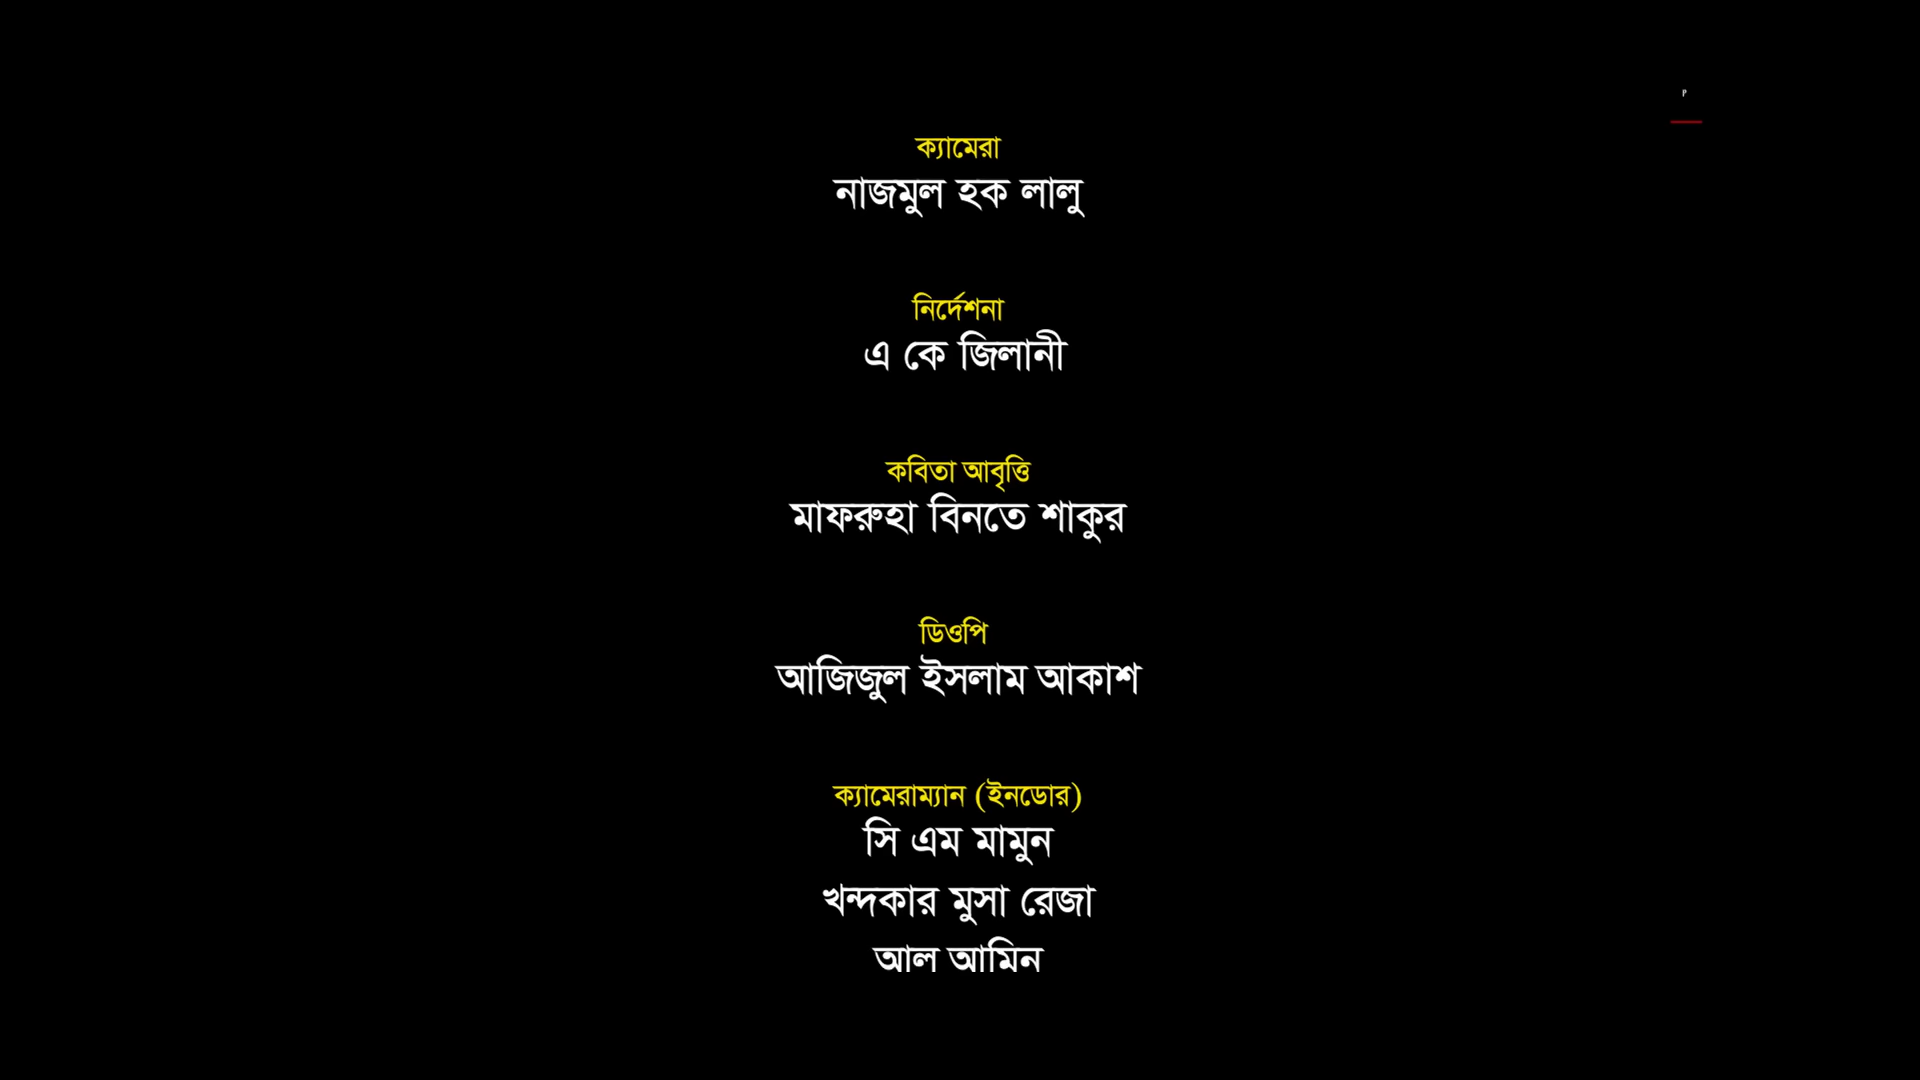 ক্যামেরা
নাজমুল হক লালু
নির্দেশনা
এ কে জিলানী
কবিতা আবৃত্তি
মাফরুহা বিনতে শাকুর
ডিওপি
আজিজুল ইসলাম আকাশ
ক্যামেরাম্যান (ইনডোর)
সি এম মামুন
খন্দকার মুসা রেজা
আল আমিন